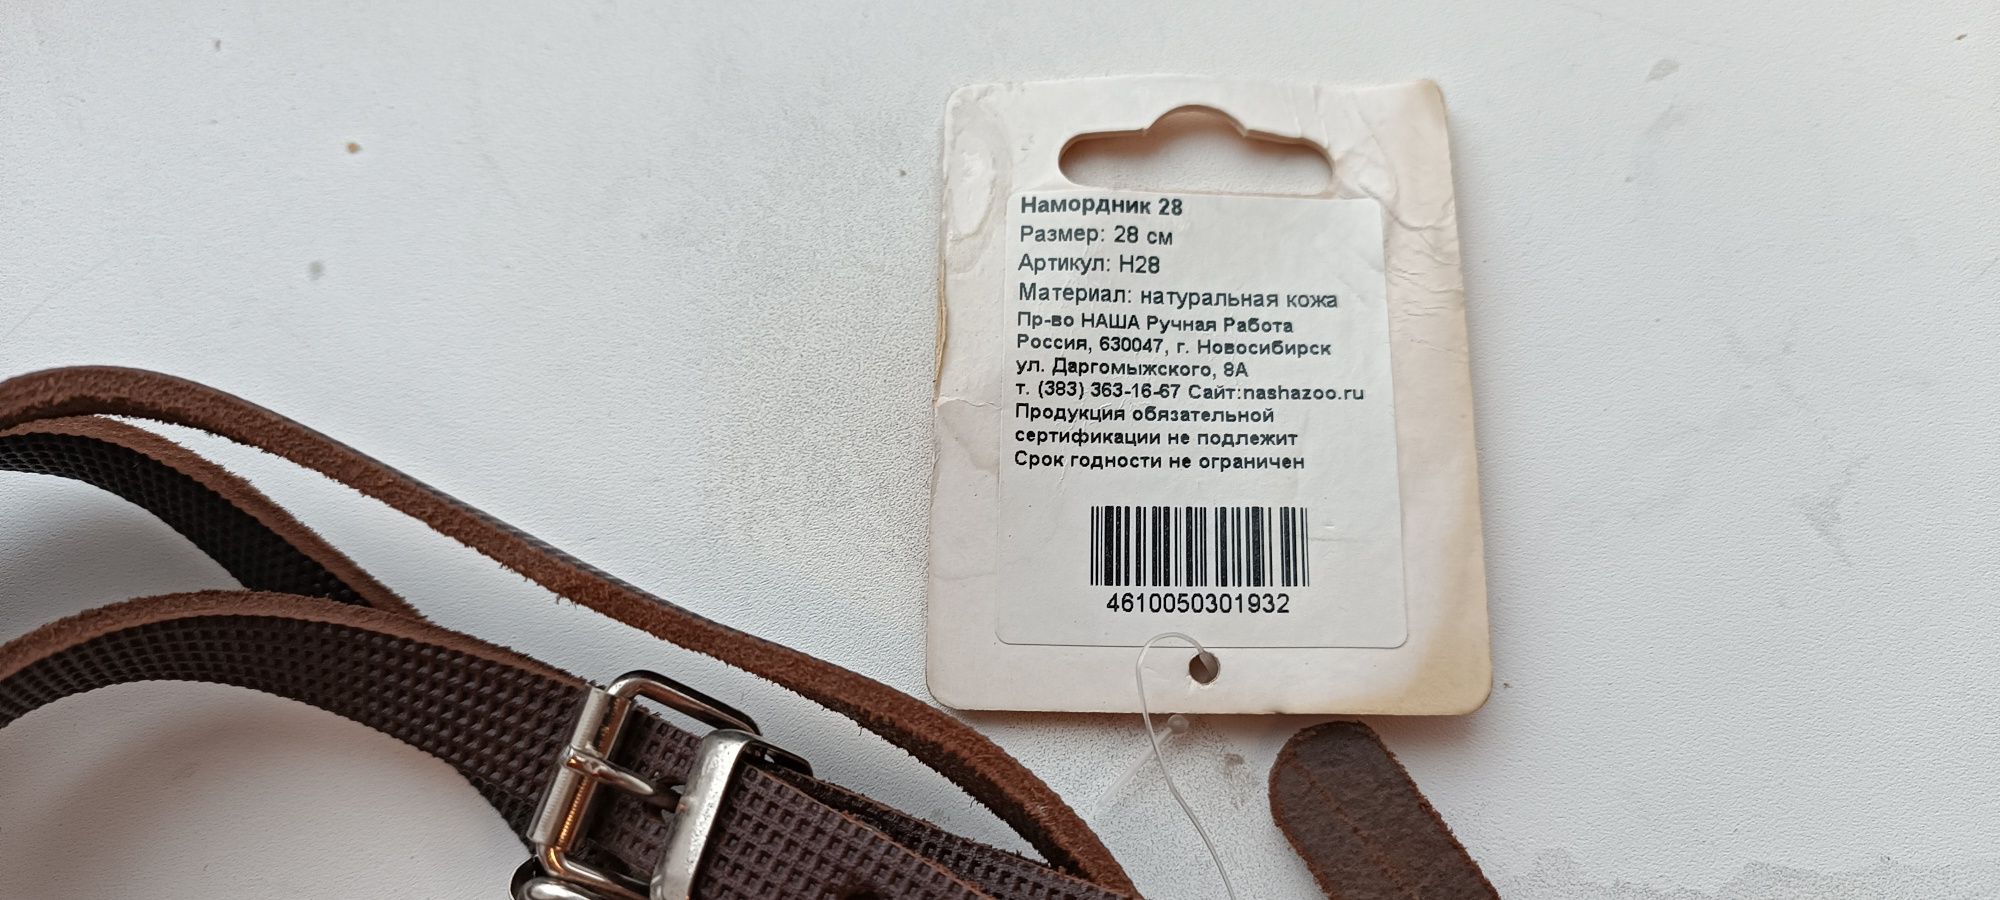 Намордник 28
Размер: 28 см
Артикул: Н28
Материал: натуральная кожа
Пр-во НАША Ручная Работа
Россия, 630047, г. Новосибирск
ул. Даргомыжского, 8А
т. (383) 363-16-67 Сайт:nashazoo.ru
Продукция обязательной
сертификации не подлежит
Срок годности не ограничен
4610050301932